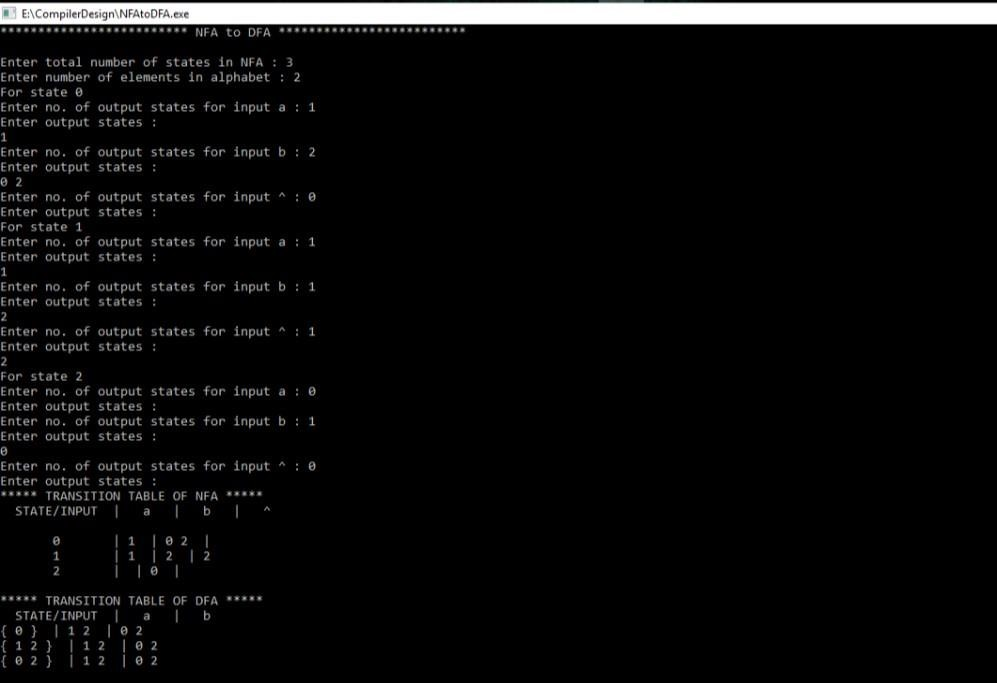 E:\CompilerDesign\NFAtoDFA.exe
************************* NFA to DFA *************************
Enter total number of states in NFA : 3
Enter number of elements in alphabet : 2
For state 0
Enter no. of output states for input a : 1
Enter output states :
1
Enter no. of output states for input b : 2
Enter output states :
0 2
Enter no. of output states for input ^ : 0
Enter output states :
For state 1
Enter no. of output states for input a : 1
Enter output states :
1
Enter no. of output states for input b : 1
Enter output states :
2
Enter no. of output states for input ^ : 1
Enter output states :
2
For state 2
Enter no. of output states for input a : 0
Enter output states :
Enter no. of output states for input b : 1
Enter output states :
0
Enter no. of output states for input ^ : 0
Enter output states :
***** TRANSITION TABLE OF NFA *****
  STATE/INPUT  |   a   |   b   |   ^
       0       | 1  | 0 2  |
       1       | 1  | 2  | 2
       2       |  | 0  |
***** TRANSITION TABLE OF DFA *****
  STATE/INPUT  |   a   |   b
{ 0 }  | 1 2  | 0 2
{ 1 2 }  | 1 2  | 0 2
{ 0 2 }  | 1 2  | 0 2